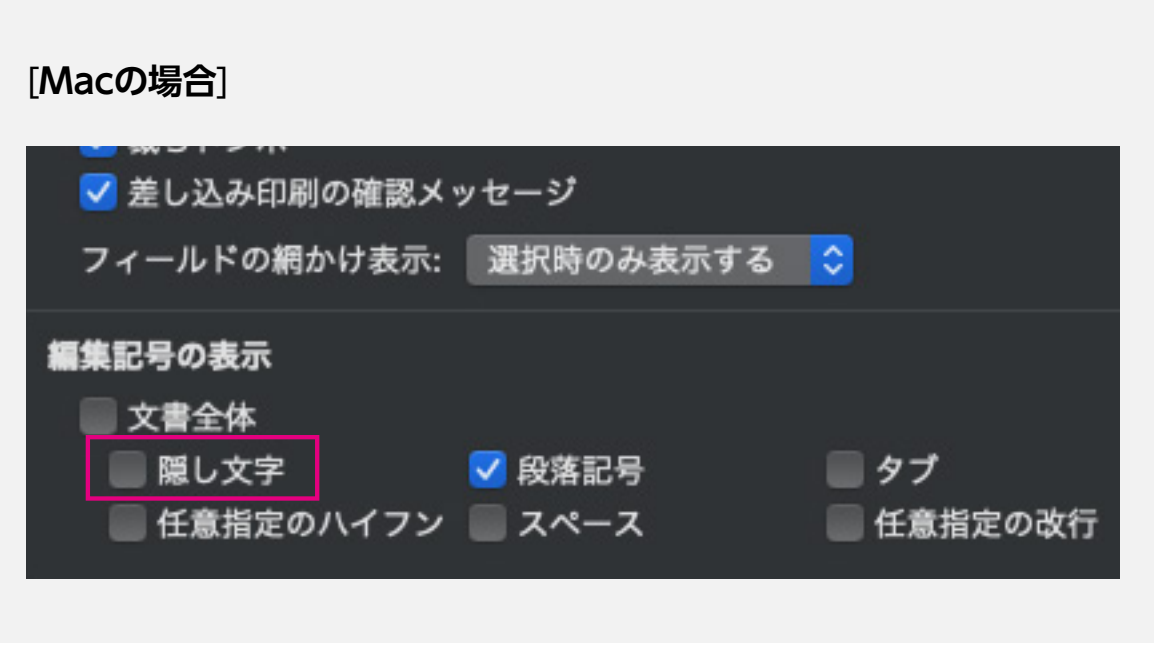 [Macの場合]
差し込み印刷の確認メッセージ
フィールドの網かけ表示: 選択時のみ表示する
編集記号の表示
文書全体
隠し文字 段落記号 タブ
任意指定のハイフン スペース 任意指定の改行